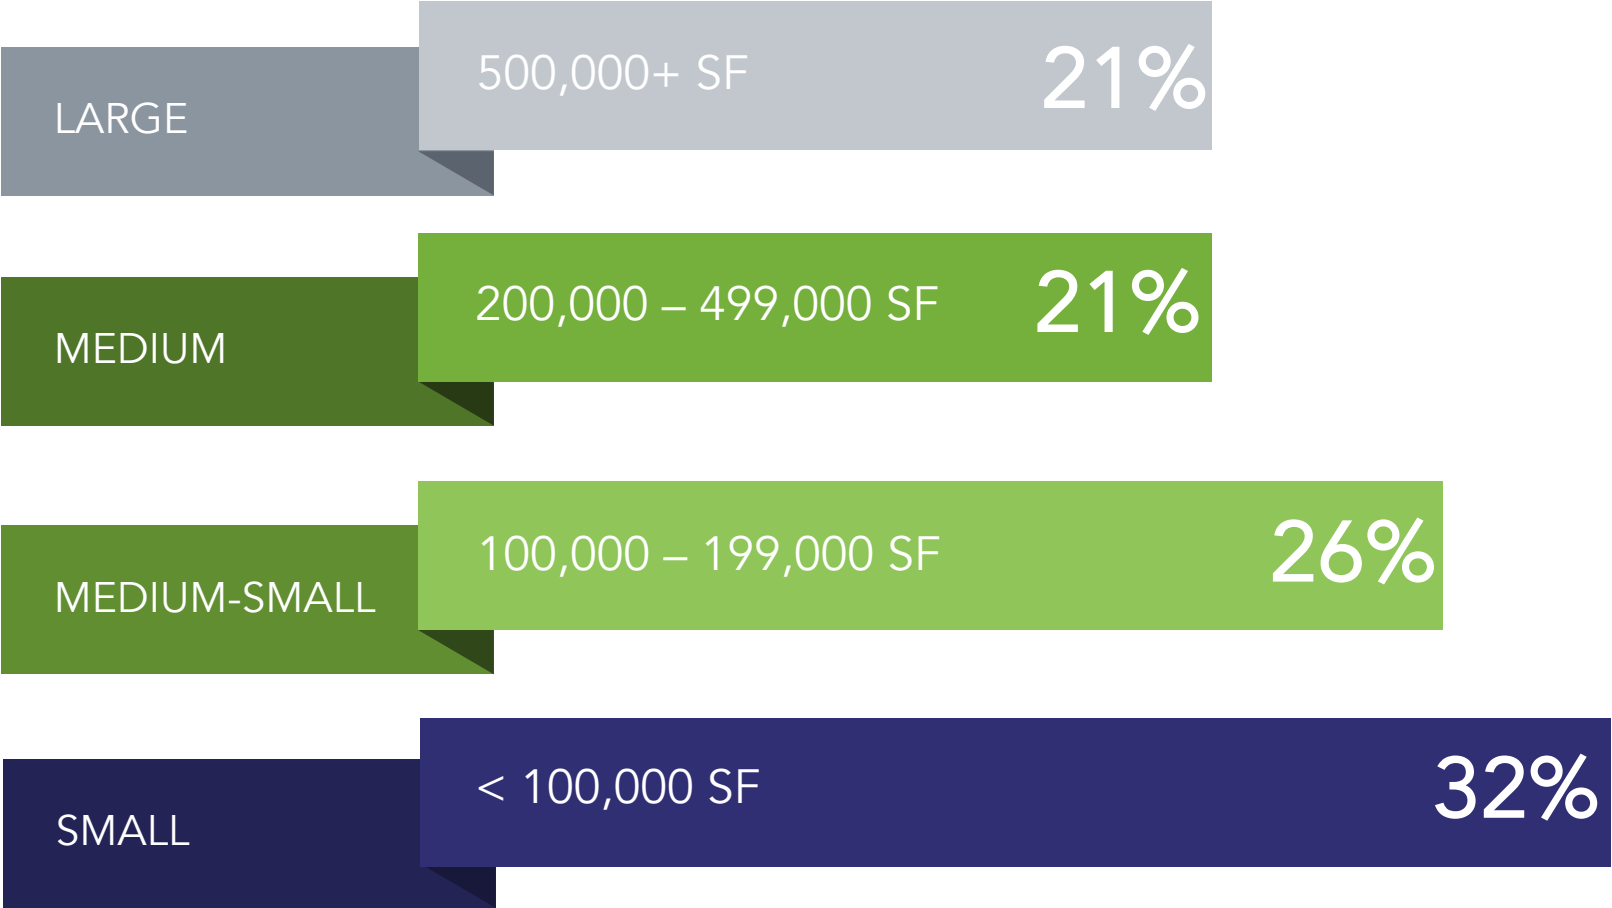 LARGE 500,000+ SF 21%
MEDIUM 200,000 – 499,000 SF 21%
MEDIUM-SMALL 100,000 – 199,000 SF 26%
SMALL < 100,000 SF 32%